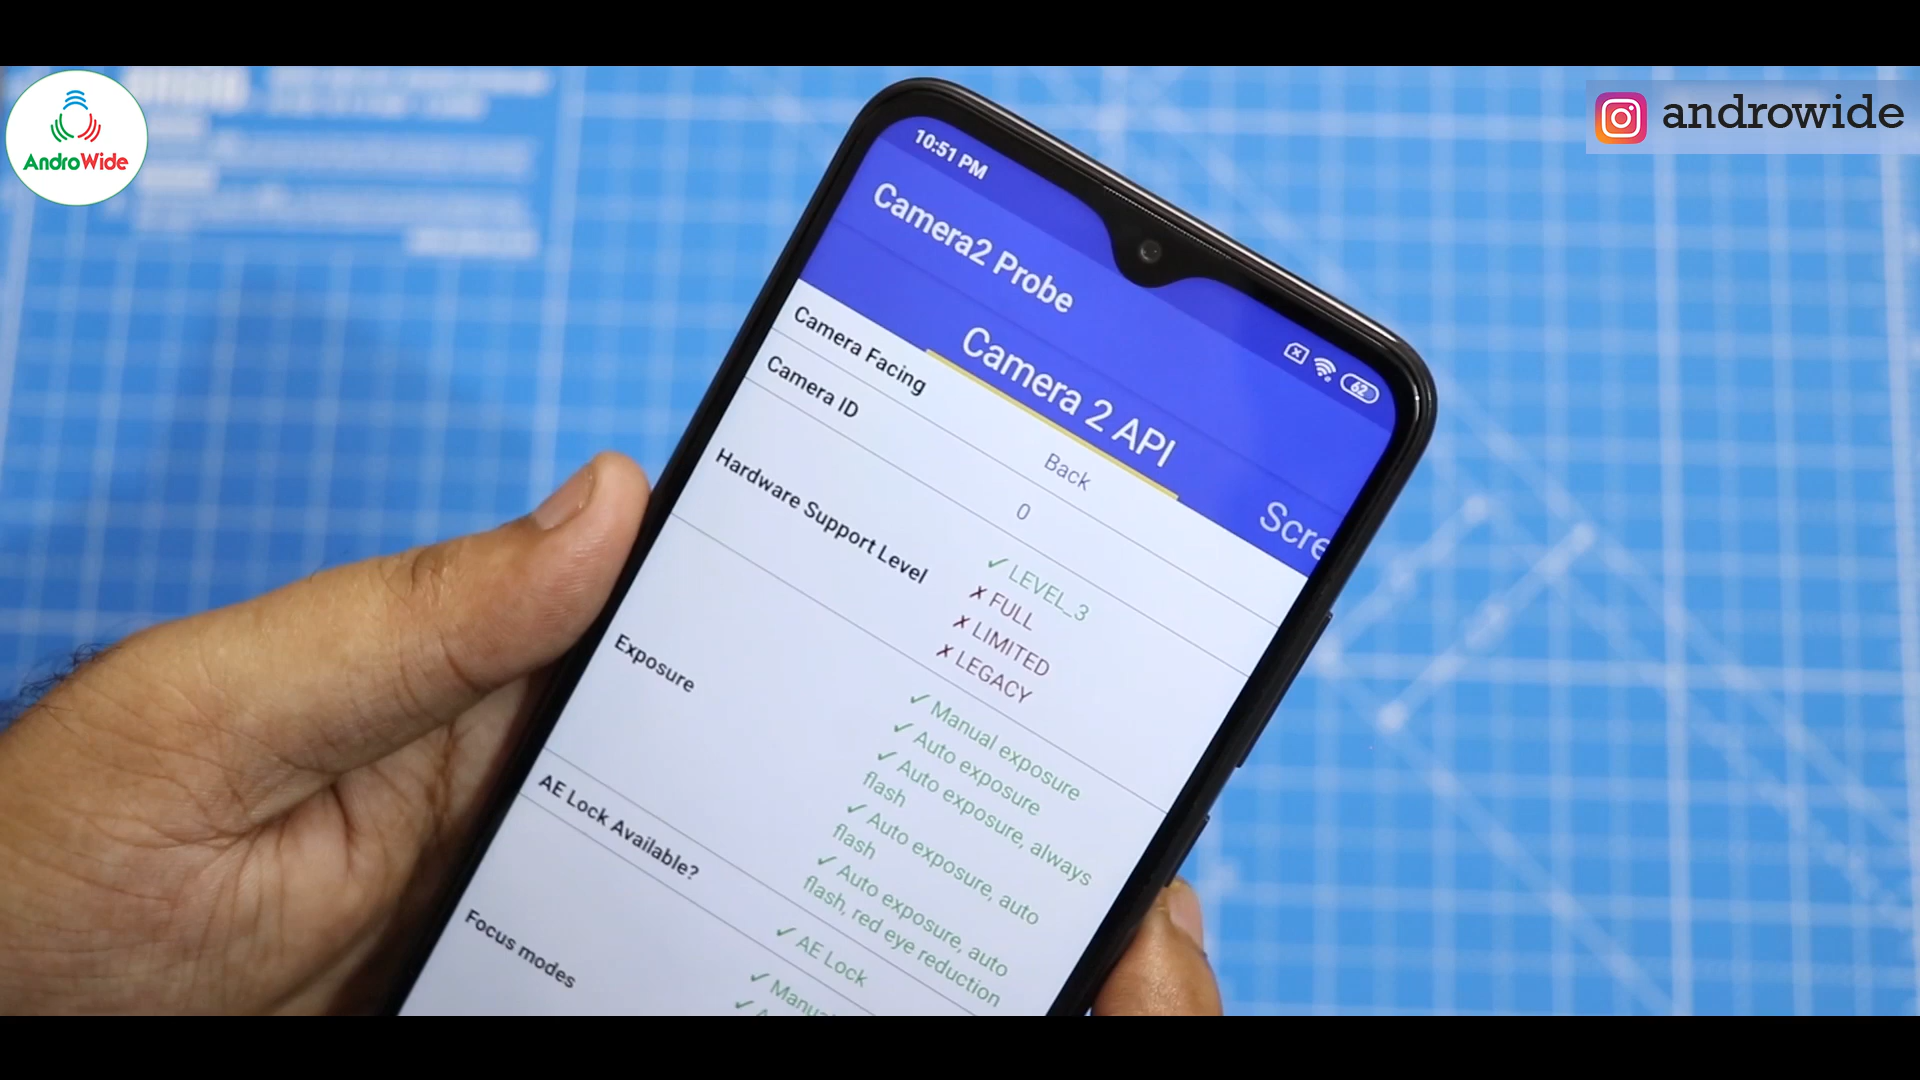 AndroWide
androwide
10:51 PM
62
Camera2 Probe
Camera 2 API
Scre
Camera Facing
Back
Camera ID
0
Hardware Support Level
✓ LEVEL_3
✗ FULL
✗ LIMITED
✗ LEGACY
Exposure
✓ Manual exposure
✓ Auto exposure
✓ Auto exposure, always
flash
✓ Auto exposure, auto
flash
✓ Auto exposure, auto
flash, red eye reduction
AE Lock Available?
✓ AE Lock
Focus modes